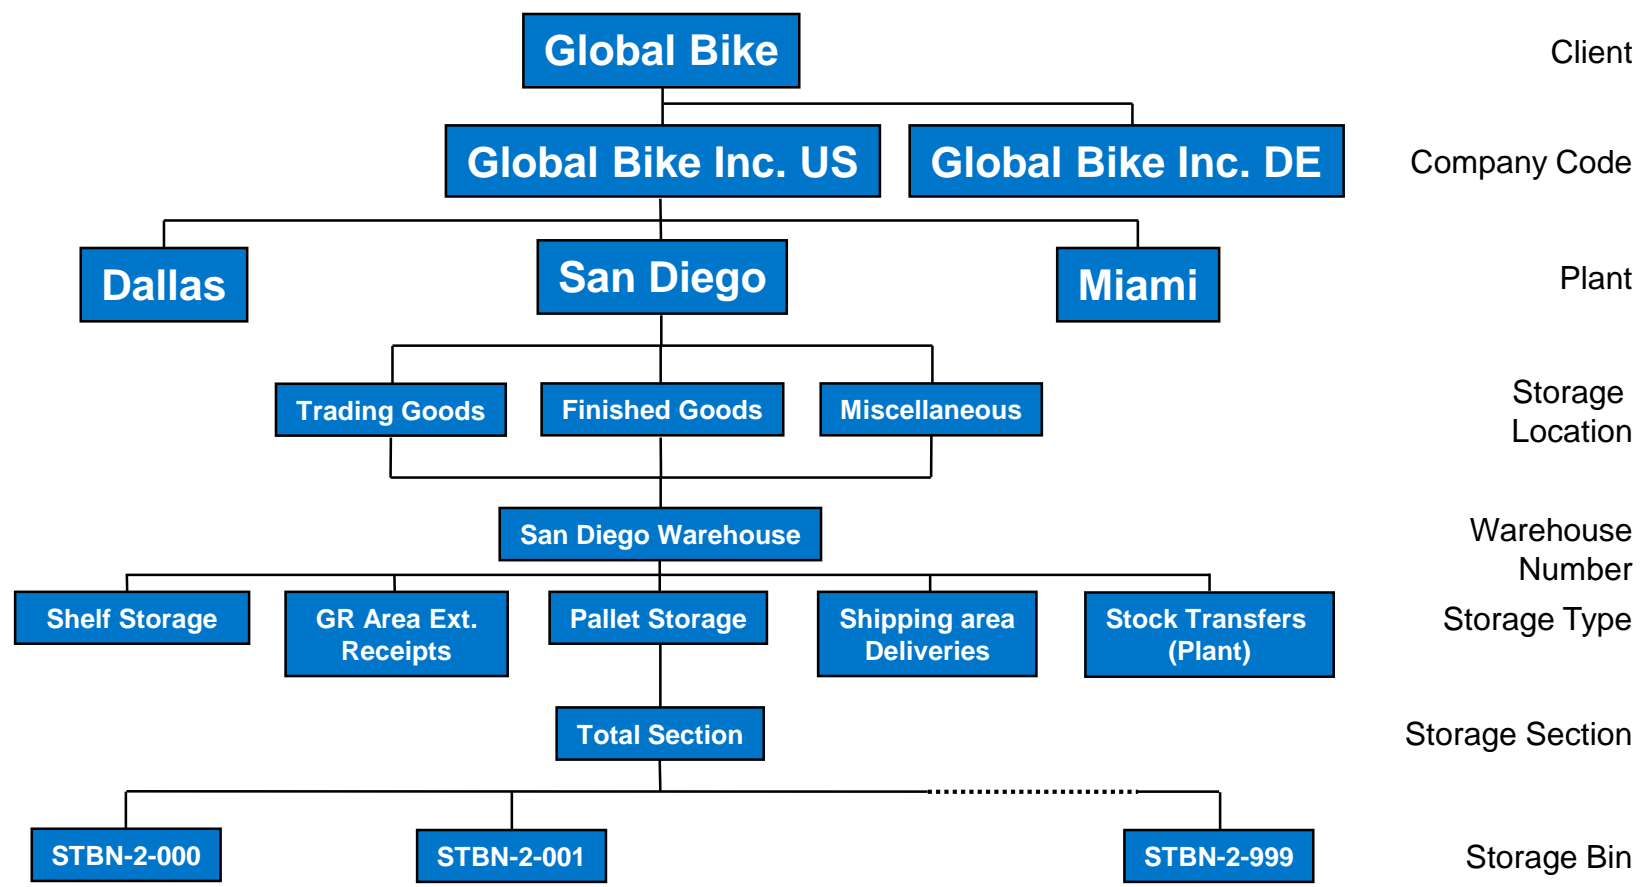 Global Bike
Client
Global Bike Inc. US
Global Bike Inc. DE
Company Code
Dallas
San Diego
Miami
Plant
Trading Goods
Finished Goods
Miscellaneous
Storage
Location
San Diego Warehouse
Warehouse
Number
Shelf Storage
GR Area Ext.
Receipts
Pallet Storage
Shipping area
Deliveries
Stock Transfers
(Plant)
Storage Type
Total Section
Storage Section
STBN-2-000
STBN-2-001
STBN-2-999
Storage Bin